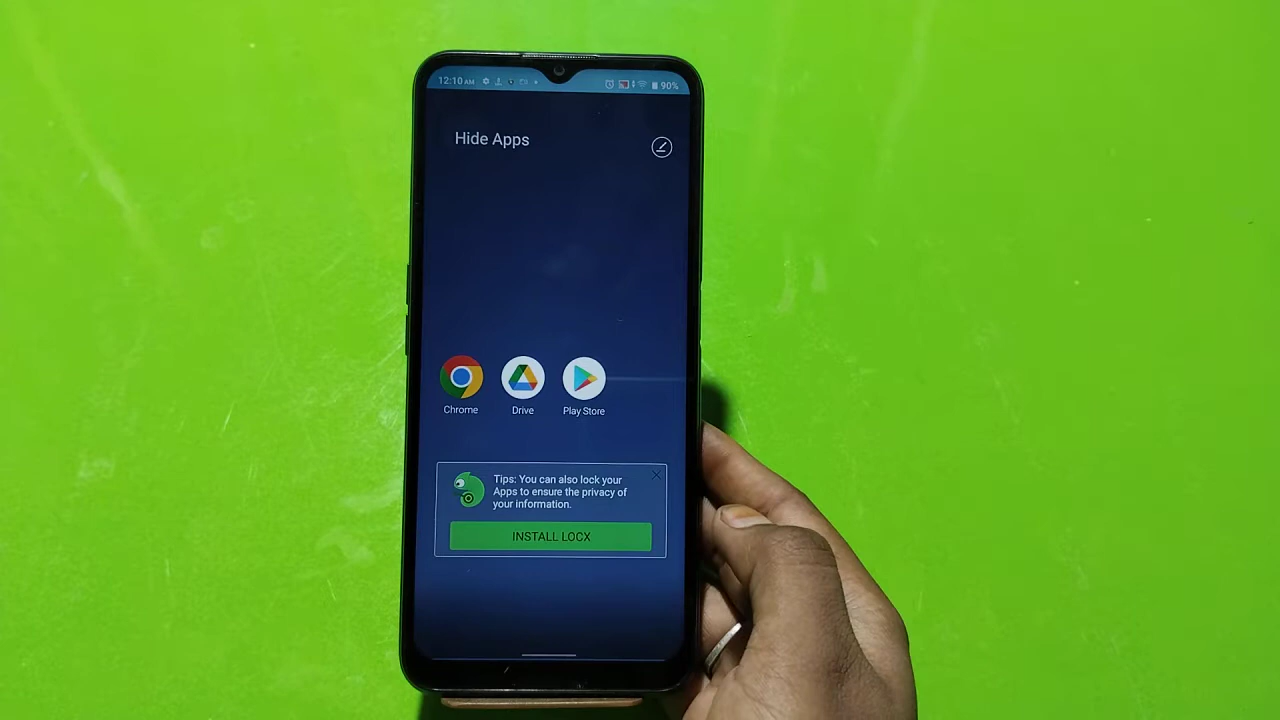 12:10 AM
90%
Hide Apps
Chrome
Drive
Play Store
Tips: You can also lock your
Apps to ensure the privacy of
your information.
INSTALL LOCX